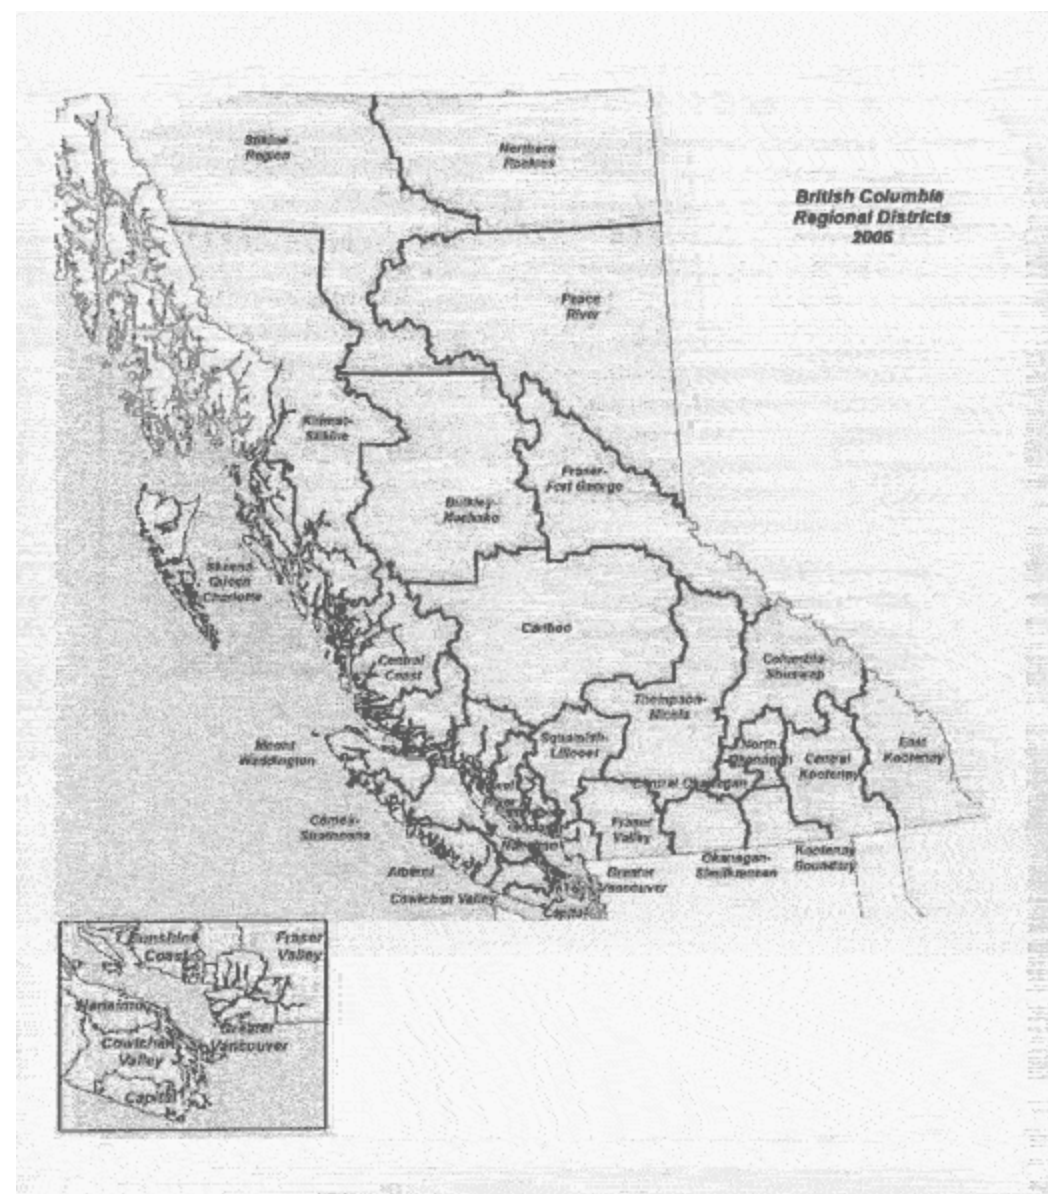 Stikine
Region
Northern
Rockies
British Columbia
Regional Districts
2005
Peace
River
Kitimat-
Stikine
Fraser-
Fort George
Bulkley-
Nechako
Skeena
Queen
Charlotte
Cariboo
Central
Coast
Columbia-
Shuswap
Thompson-
Nicola
Squamish-
Lillooet
Mount
Waddington
North
Okanagan
Central
Kootenay
East
Kootenay
Central Okanagan
Comox-
Strathcona
Fraser
Valley
Nanaimo
Okanagan-
Similkameen
Kootenay
Boundary
Alberni
Greater
Vancouver
Cowichan Valley
Capital
Sunshine
Coast
Fraser
Valley
Nanaimo
Greater
Vancouver
Cowichan
Valley
Capital